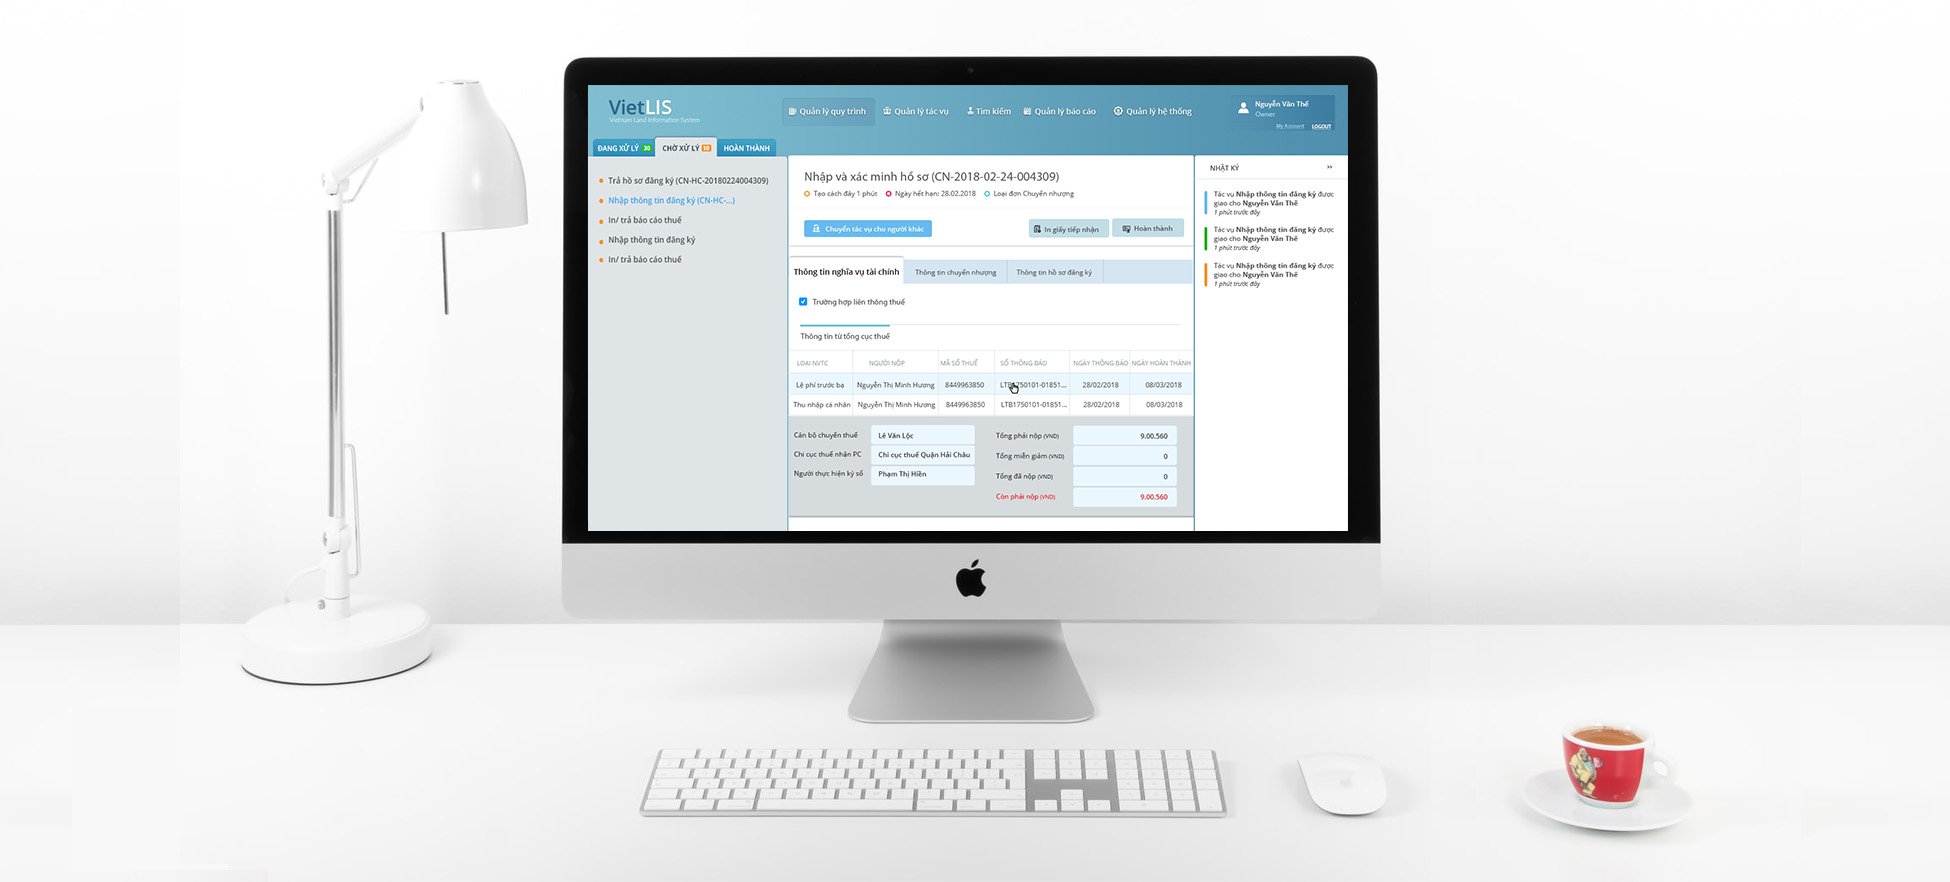 VietLIS
Vietnam Land Information System
Quản lý quy trình
Quản lý tác vụ
Tìm kiếm
Quản lý báo cáo
Quản lý hệ thống
Nguyễn Văn Thế
Owner
My Account LOGOUT
ĐANG XỬ LÝ 30
CHỜ XỬ LÝ 10
HOÀN THÀNH
Trả hồ sơ đăng ký (CN-HC-20180224004309)
Nhập thông tin đăng ký (CN-HC-...)
In/ trả báo cáo thuế
Nhập thông tin đăng ký
In/ trả báo cáo thuế
Nhập và xác minh hồ sơ (CN-2018-02-24-004309)
Tạo cách đây 1 phút
Ngày hết hạn: 28.02.2018
Loại đơn Chuyển nhượng
Chuyển tác vụ cho người khác
In giấy tiếp nhận
Hoàn thành
Thông tin nghĩa vụ tài chính
Thông tin chuyển nhượng
Thông tin hồ sơ đăng ký
Trường hợp liên thông thuế
Thông tin từ tổng cục thuế
LOẠI NVTC NGƯỜI NỘP MÃ SỐ THUẾ SỐ THÔNG BÁO NGÀY THÔNG BÁO NGÀY HOÀN THÀNH
Lệ phí trước bạ Nguyễn Thị Minh Hương 8449963850 LTB1750101-01851... 28/02/2018 08/03/2018
Thu nhập cá nhân Nguyễn Thị Minh Hương 8449963850 LTB1750101-01851... 28/02/2018 08/03/2018
Cán bộ chuyển thuế Lê Văn Lộc
Chi cục thuế nhận PC Chi cục thuế Quận Hải Châu
Người thực hiện ký số Phạm Thị Hiền
Tổng phải nộp (VND) 9.00.560
Tổng miễn giảm (VND) 0
Tổng đã nộp (VND) 0
Còn phải nộp (VND) 9.00.560
NHẬT KÝ »
Tác vụ Nhập thông tin đăng ký được
giao cho Nguyễn Văn Thế
1 phút trước đây
Tác vụ Nhập thông tin đăng ký được
giao cho Nguyễn Văn Thế
1 phút trước đây
Tác vụ Nhập thông tin đăng ký được
giao cho Nguyễn Văn Thế
1 phút trước đây